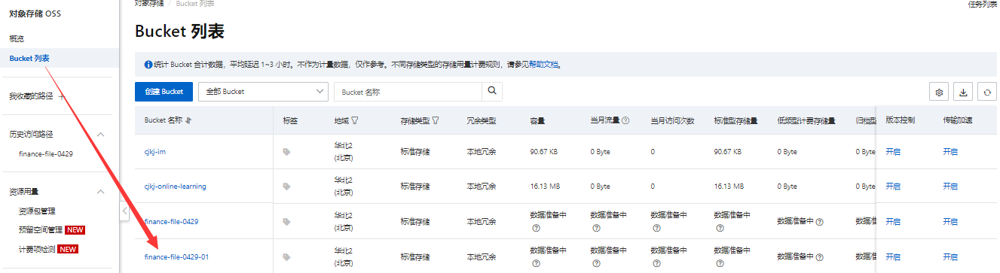 对象存储 OSS
概览
Bucket 列表
我收藏的路径
历史访问路径
finance-file-0429
资源用量
资源包管理
预留空间管理 NEW
计费项检测 NEW
对象存储 / Bucket 列表
任务列表
Bucket 列表
统计 Bucket 合计数据，平均延迟 1~3 小时。不作为计量数据，仅作参考。不同存储类型的存储用量计费规则，请参见帮助文档。
创建 Bucket 全部 Bucket Bucket 名称
Bucket 名称 标签 地域 存储类型 冗余类型 容量 当月流量 当月访问次数 标准型存储量 低频型计费存储量 归档型 版本控制 传输加速
cjkj-im 华北2 (北京) 标准存储 本地冗余 90.67 KB 0 Byte 0 90.67 KB 0 Byte 0 Byte 开启 开启
cjkj-online-learning 华北2 (北京) 标准存储 本地冗余 16.13 MB 0 Byte 0 16.13 MB 0 Byte 0 Byte 开启 开启
finance-file-0429 华北2 (北京) 标准存储 本地冗余 数据准备中 数据准备中 数据准备中 数据准备中 数据准备中 数据准 开启 开启
finance-file-0429-01 华北2 (北京) 标准存储 本地冗余 数据准备中 数据准备中 数据准备中 数据准备中 数据准备中 数据准 开启 开启